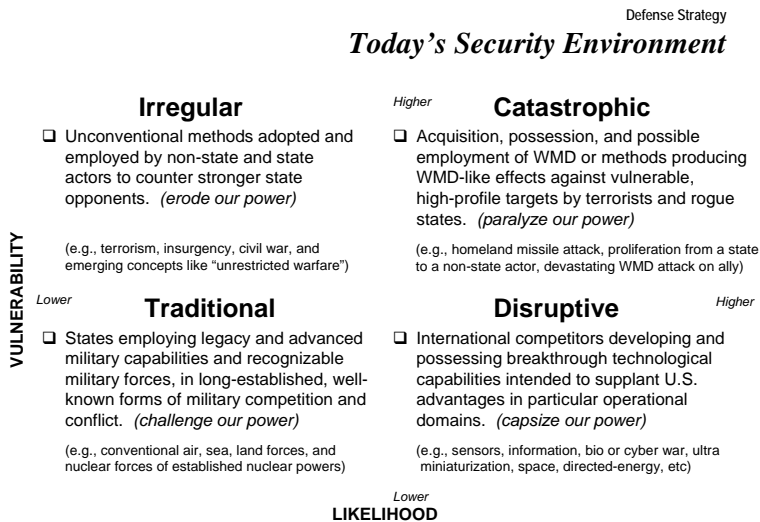 Defense Strategy
Today's Security Environment
Irregular
❑ Unconventional methods adopted and
employed by non-state and state
actors to counter stronger state
opponents. (erode our power)
(e.g., terrorism, insurgency, civil war, and
emerging concepts like “unrestricted warfare”)
Higher
Catastrophic
❑ Acquisition, possession, and possible
employment of WMD or methods producing
WMD-like effects against vulnerable,
high-profile targets by terrorists and rogue
states. (paralyze our power)
(e.g., homeland missile attack, proliferation from a state
to a non-state actor, devastating WMD attack on ally)
VULNERABILITY
Lower
Traditional
❑ States employing legacy and advanced
military capabilities and recognizable
military forces, in long-established, well-
known forms of military competition and
conflict. (challenge our power)
(e.g., conventional air, sea, land forces, and
nuclear forces of established nuclear powers)
Disruptive
Higher
❑ International competitors developing and
possessing breakthrough technological
capabilities intended to supplant U.S.
advantages in particular operational
domains. (capsize our power)
(e.g., sensors, information, bio or cyber war, ultra
miniaturization, space, directed-energy, etc)
Lower
LIKELIHOOD